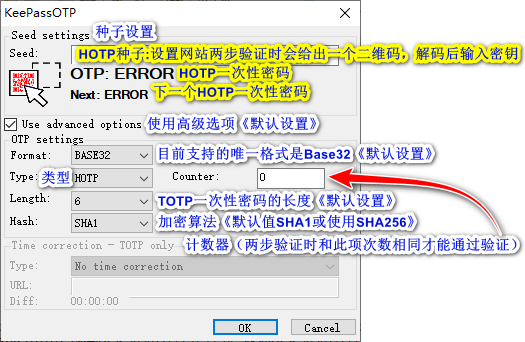 KeePassOTP
Seed settings 种子设置
Seed: HOTP种子:设置网站两步验证时会给出一个二维码，解码后输入密钥
OTP: ERROR HOTP一次性密码
Next: ERROR 下一个HOTP一次性密码
Use advanced options 使用高级选项《默认设置》
OTP settings
Format: BASE32 目前支持的唯一格式是Base32《默认设置》
Type: 类型 HOTP Counter: 0
Length: 6 TOTP一次性密码的长度《默认设置》
Hash: SHA1 加密算法《默认值SHA1或使用SHA256》
计数器（两步验证时和此项次数相同才能通过验证）
Time correction - TOTP only
Type: No time correction
URL:
Diff: 00:00:00
OK Cancel